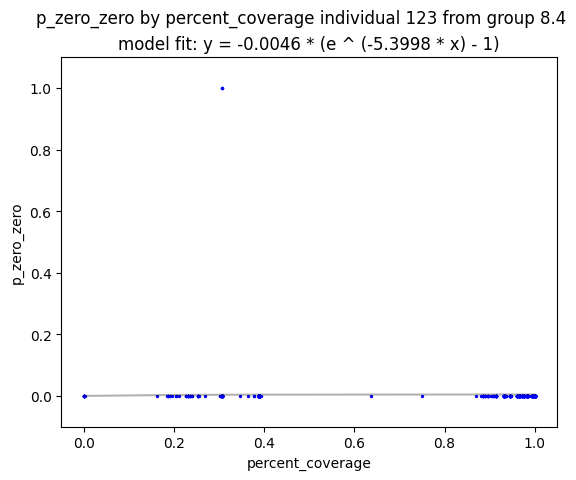 p_zero_zero by percent_coverage individual 123 from group 8.4
model fit: y = -0.0046 * (e ^ (-5.3998 * x) - 1)
1.0
0.8
0.6
0.4
0.2
0.0
p_zero_zero
0.0 0.2 0.4 0.6 0.8 1.0
percent_coverage